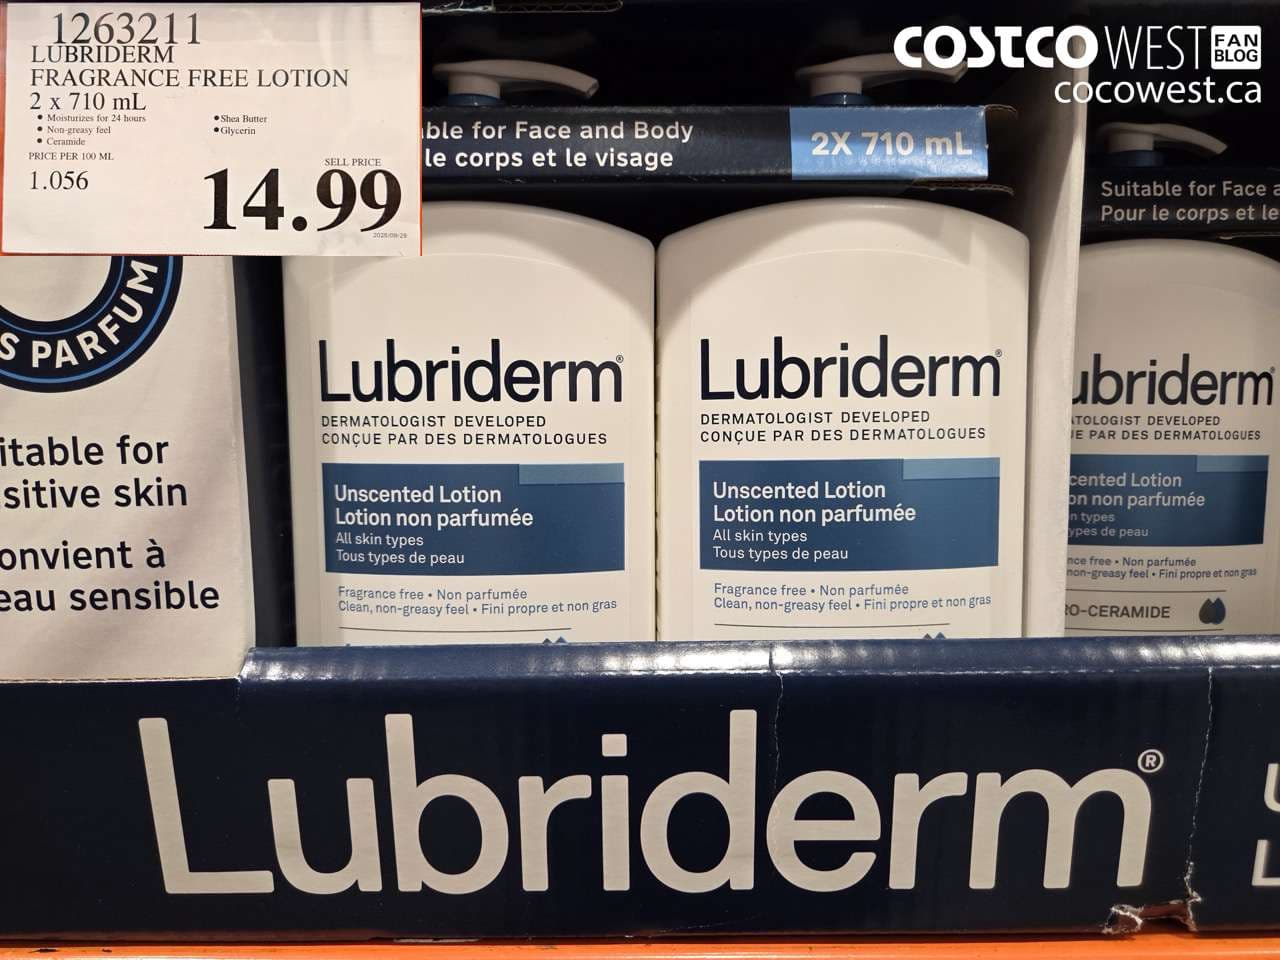 1263211
LUBRIDERM
FRAGRANCE FREE LOTION
2 x 710 mL
• Moisturizes for 24 hours
• Non-greasy feel
• Ceramide
• Shea Butter
• Glycerin
PRICE PER 100 ML
1.056
SELL PRICE
14.99
COSTCO WEST FAN BLOG
cocowest.ca
ble for Face and Body
le corps et le visage
2X 710 mL
Suitable for Face a
Pour le corps et le
S PARFUM
itable for
sitive skin
onvient à
eau sensible
Lubriderm®
DERMATOLOGIST DEVELOPED
CONÇUE PAR DES DERMATOLOGUES
Unscented Lotion
Lotion non parfumée
All skin types
Tous types de peau
Fragrance free • Non parfumée
Clean, non-greasy feel • Fini propre et non gras
Lubriderm®
DERMATOLOGIST DEVELOPED
CONÇUE PAR DES DERMATOLOGUES
Unscented Lotion
Lotion non parfumée
All skin types
Tous types de peau
Fragrance free • Non parfumée
Clean, non-greasy feel • Fini propre et non gras
ubriderm®
ATOLOGIST DEVELOPED
UE PAR DES DERMATOLOGUES
cented Lotion
on non parfumée
n types
ypes de peau
nce free • Non parfumée
non-greasy feel • Fini propre et non gras
RO-CERAMIDE
Lubriderm®